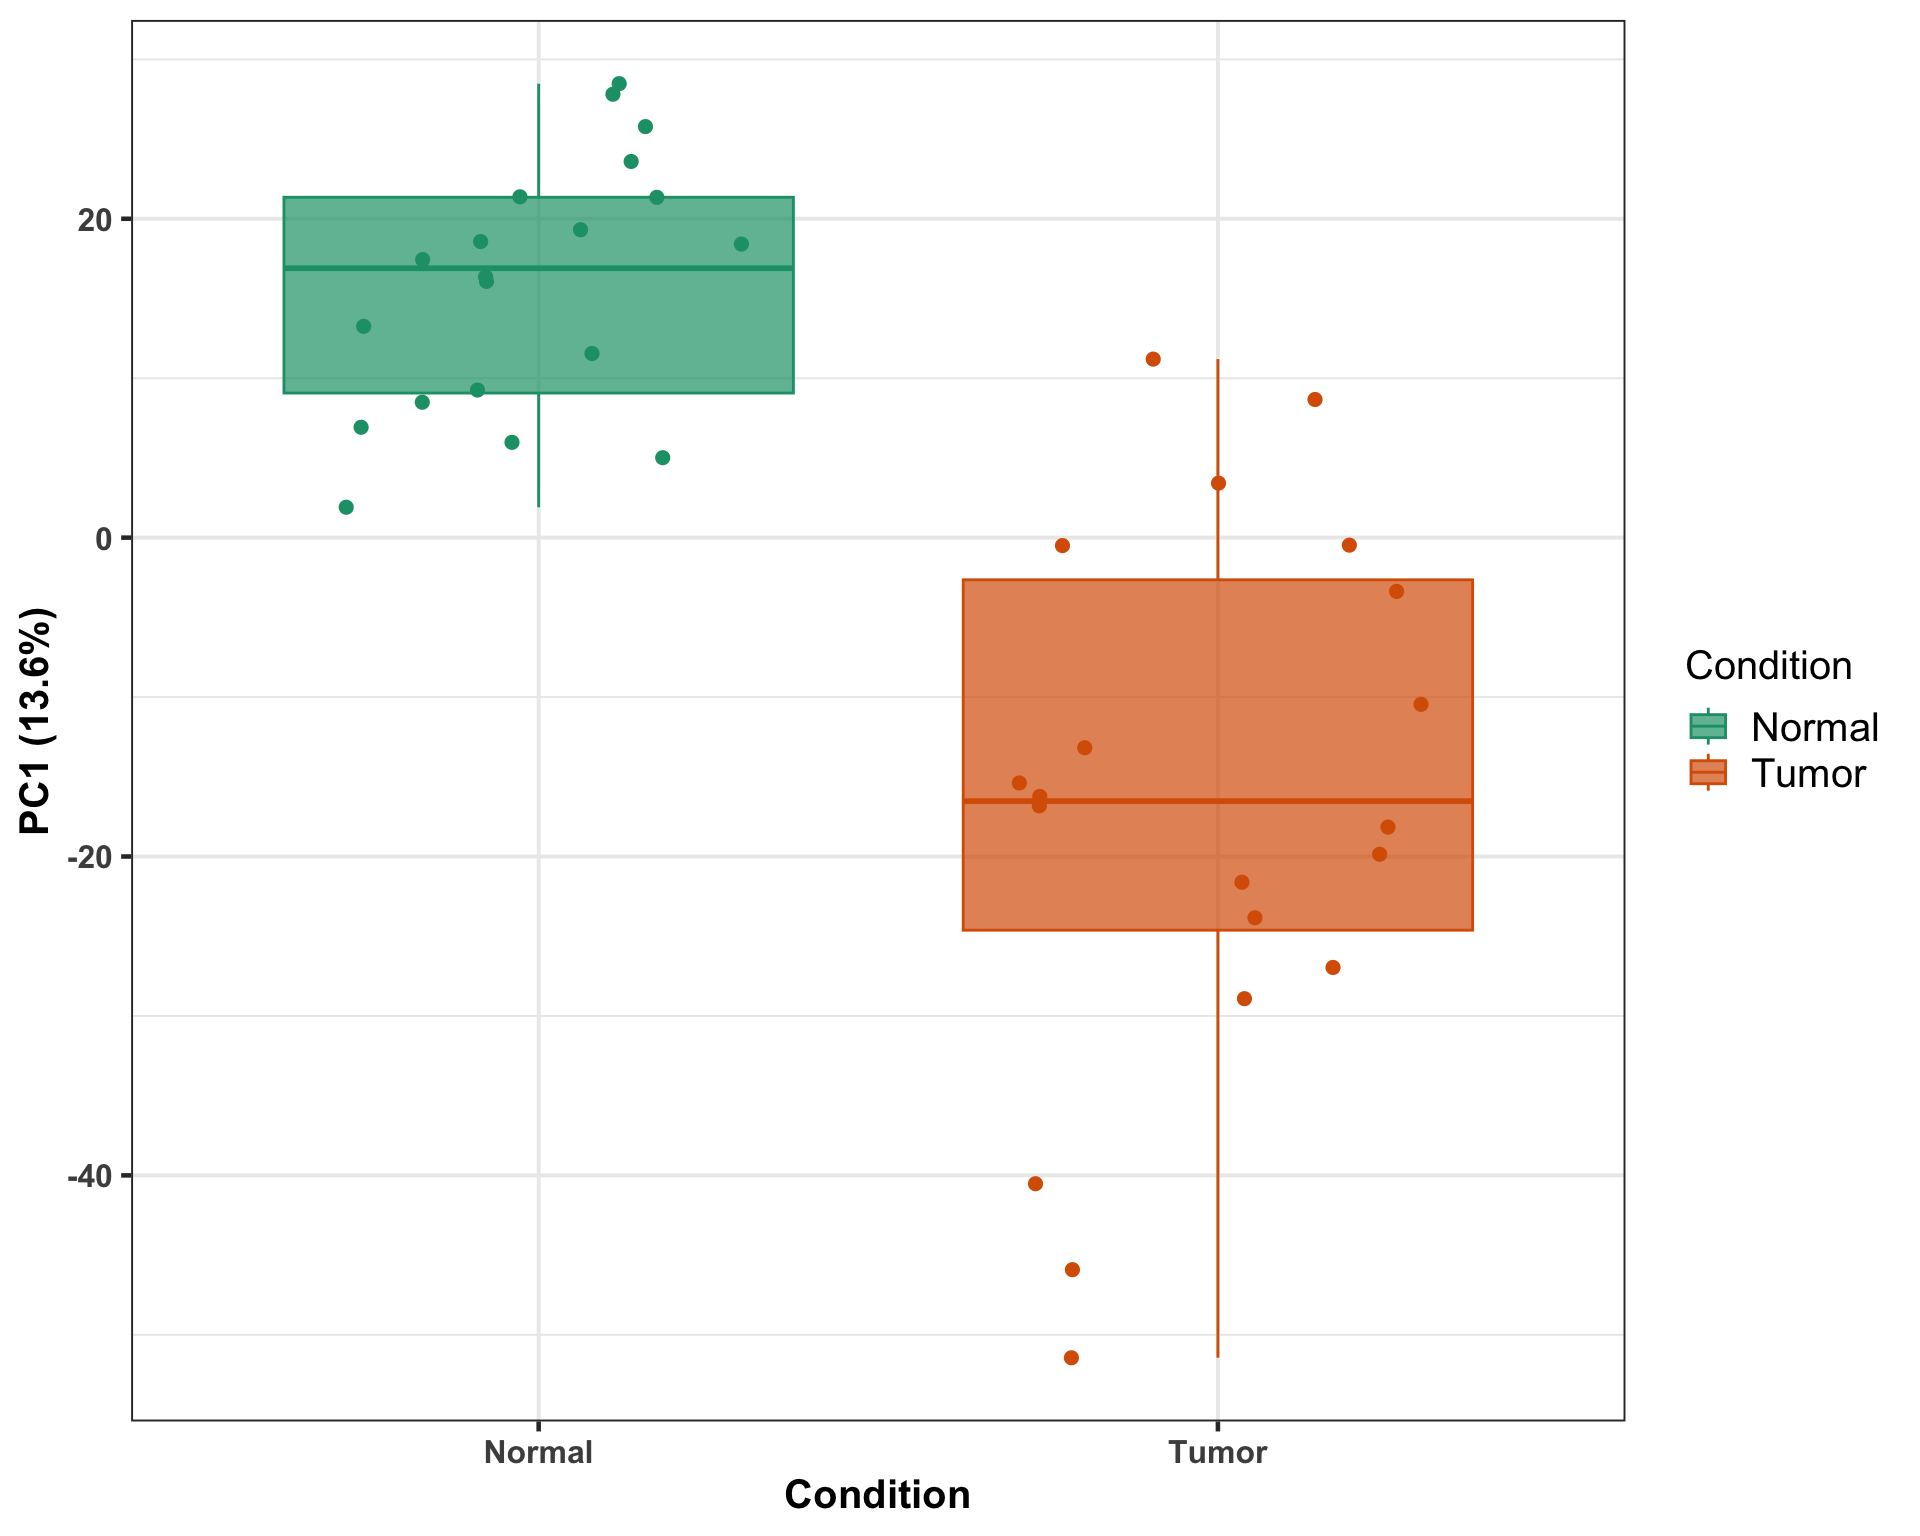 20
0
-20
-40
PC1 (13.6%)
Normal
Tumor
Condition
Condition
Normal
Tumor